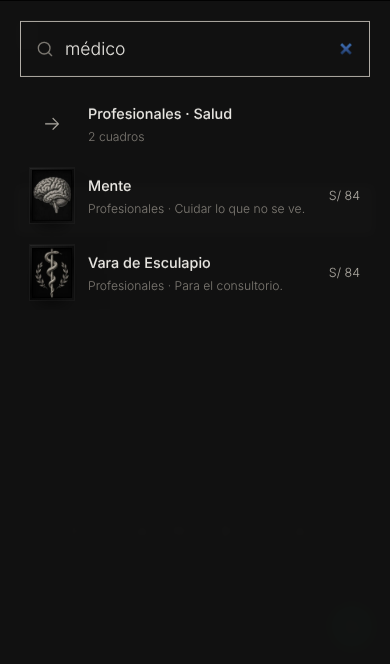 médico
Profesionales · Salud
2 cuadros
Mente
Profesionales · Cuidar lo que no se ve.
S/ 84
Vara de Esculapio
Profesionales · Para el consultorio.
S/ 84